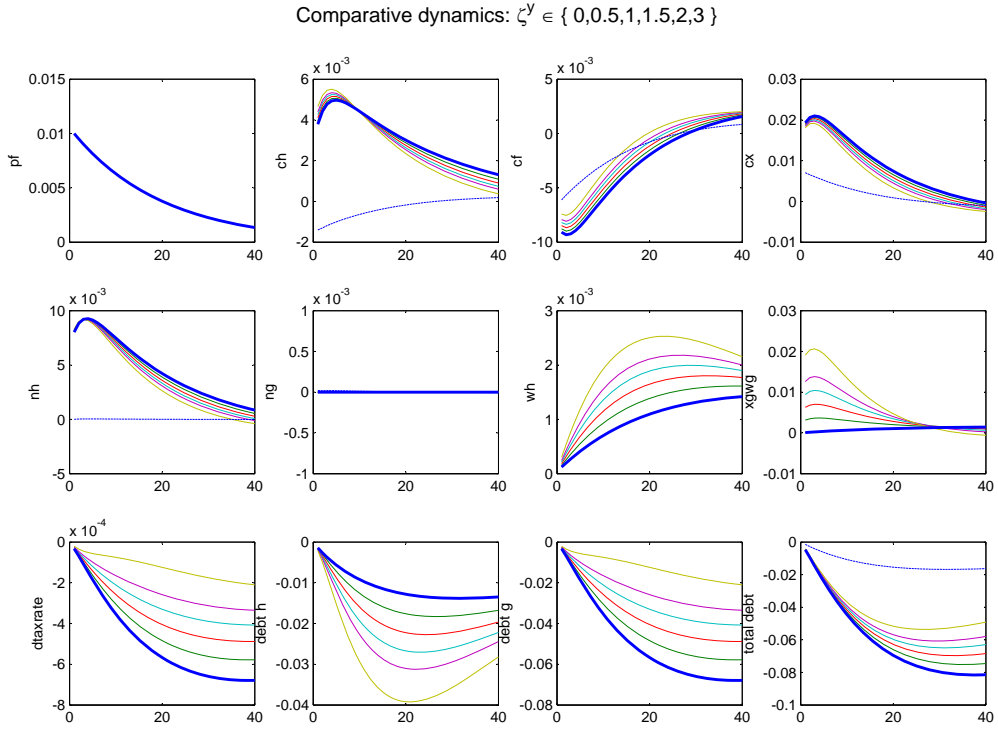 Comparative dynamics: ζ^y ∈ { 0,0.5,1,1.5,2,3 }
0.015
0.01
0.005
0
0 20 40
pf
x 10^-3
6
4
2
0
-2
0 20 40
ch
x 10^-3
5
0
-5
-10
0 20 40
cf
0.03
0.02
0.01
0
-0.01
0 20 40
cx
x 10^-3
10
5
0
-5
0 20 40
nh
x 10^-3
1
0.5
0
-0.5
-1
0 20 40
ng
x 10^-3
3
2
1
0
0 20 40
wh
0.03
0.02
0.01
0
-0.01
0 20 40
xgwg
x 10^-4
0
-2
-4
-6
-8
0 20 40
dtaxrate
0
-0.01
-0.02
-0.03
-0.04
0 20 40
debt h
0
-0.02
-0.04
-0.06
-0.08
0 20 40
debt g
0
-0.02
-0.04
-0.06
-0.08
-0.1
0 20 40
total debt